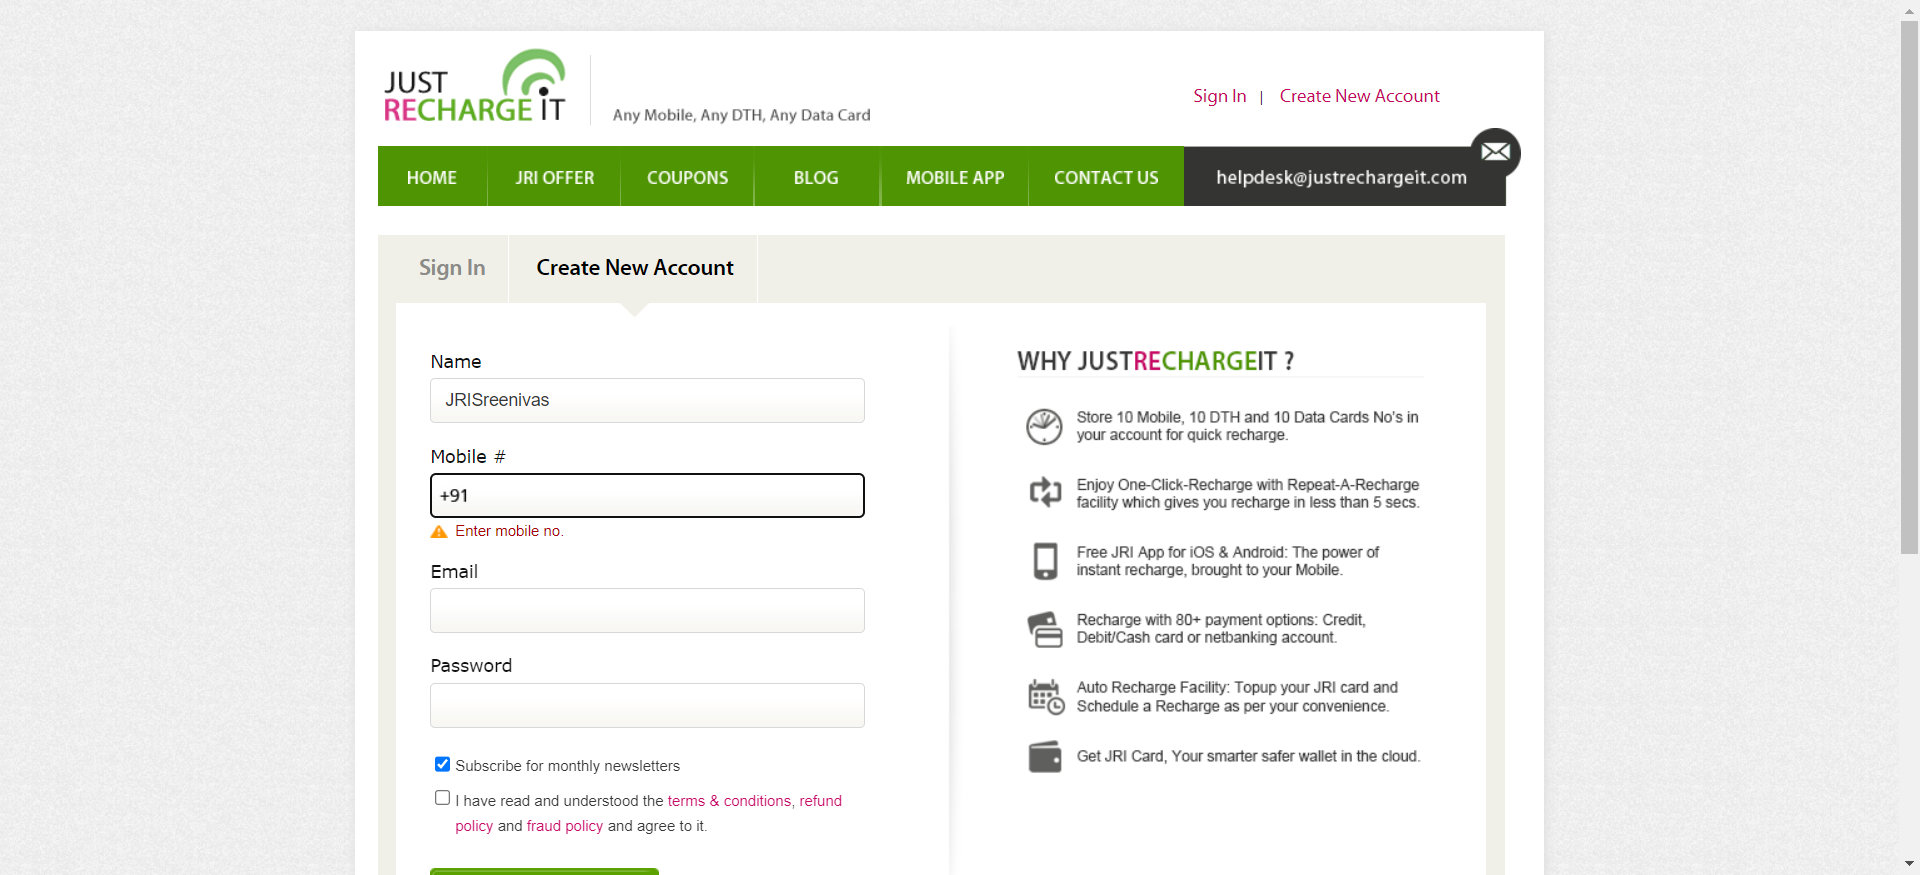 JUST
RECHARGE iT
Any Mobile, Any DTH, Any Data Card
Sign In | Create New Account
HOME JRI OFFER COUPONS BLOG MOBILE APP CONTACT US helpdesk@justrechargeit.com
Sign In Create New Account
Name
JRISreenivas
Mobile #
+91
Enter mobile no.
Email
Password
Subscribe for monthly newsletters
I have read and understood the terms & conditions, refund
policy and fraud policy and agree to it.
WHY JUSTRECHARGEIT ?
Store 10 Mobile, 10 DTH and 10 Data Cards No's in
your account for quick recharge.
Enjoy One-Click-Recharge with Repeat-A-Recharge
facility which gives you recharge in less than 5 secs.
Free JRI App for iOS & Android: The power of
instant recharge, brought to your Mobile.
Recharge with 80+ payment options: Credit,
Debit/Cash card or netbanking account.
Auto Recharge Facility: Topup your JRI card and
Schedule a Recharge as per your convenience.
Get JRI Card, Your smarter safer wallet in the cloud.